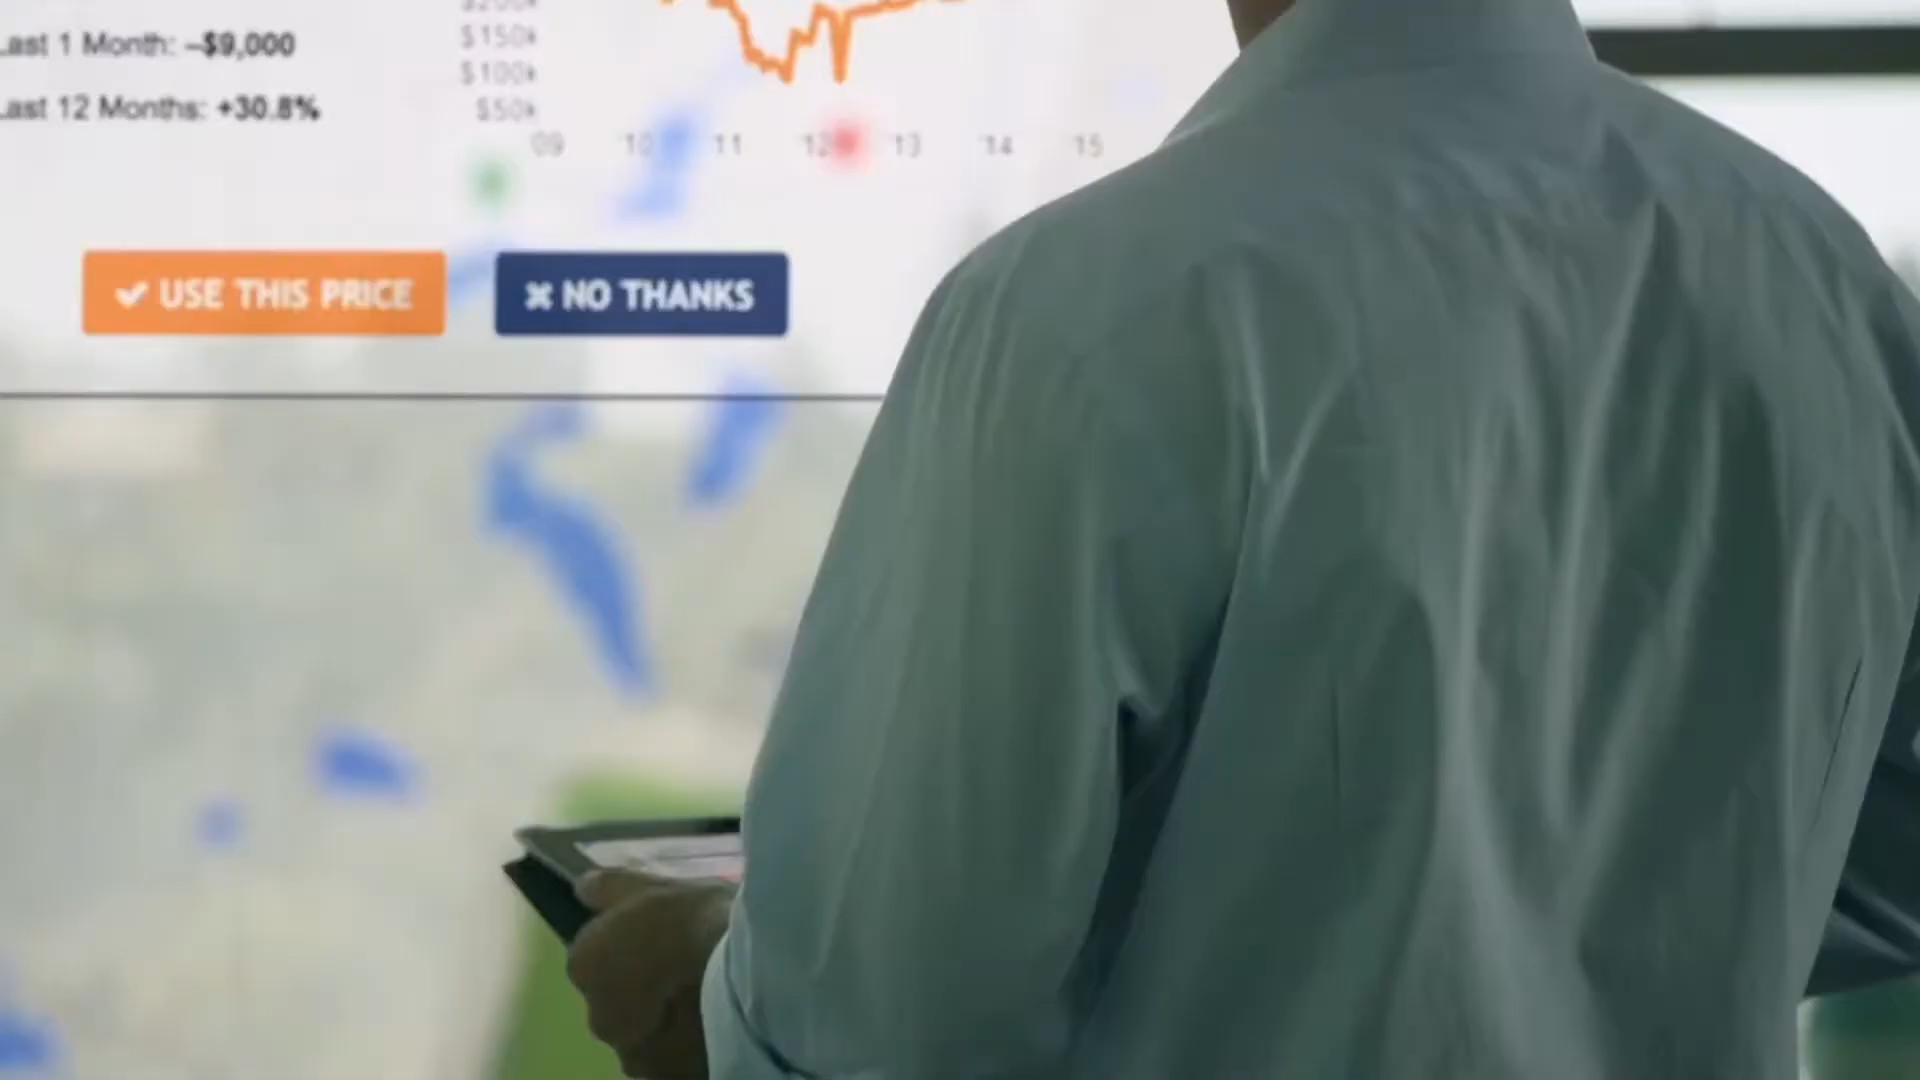 $200k
Last 1 Month: –$9,000
$150k
$100k
Last 12 Months: +30.8%
$50k
09 '10 '11 '12 '13 '14 '15
✔ USE THIS PRICE
✖ NO THANKS